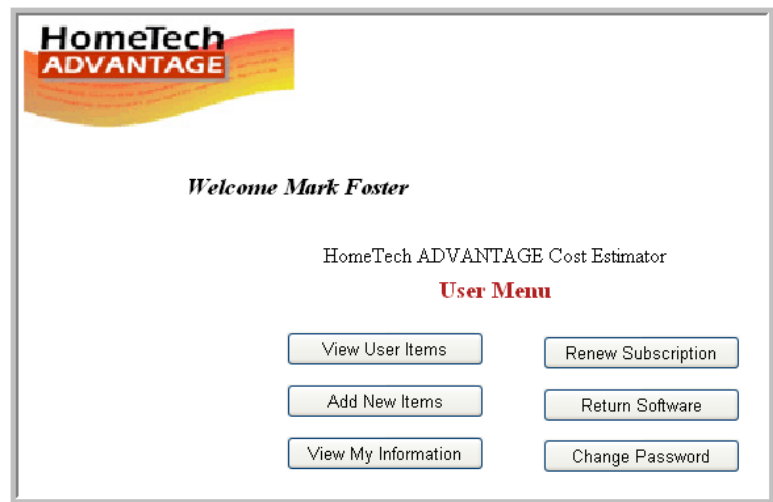 HomeTech
ADVANTAGE
Welcome Mark Foster
HomeTech ADVANTAGE Cost Estimator
User Menu
View User Items
Renew Subscription
Add New Items
Return Software
View My Information
Change Password